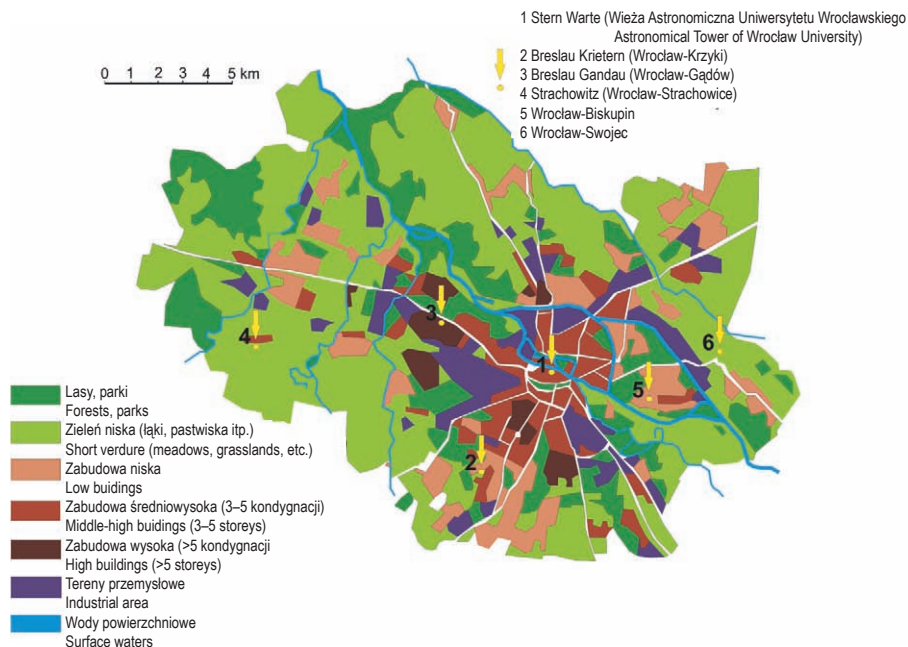 1 Stern Warte (Wieża Astronomiczna Uniwersytetu Wrocławskiego
Astronomical Tower of Wrocław University)
2 Breslau Krietern (Wrocław-Krzyki)
3 Breslau Gandau (Wrocław-Gądów)
4 Strachowitz (Wrocław-Strachowice)
5 Wrocław-Biskupin
6 Wrocław-Swojec
0 1 2 3 4 5 km
3
4
1
6
5
2
Lasy, parki
Forests, parks
Zieleń niska (łąki, pastwiska itp.)
Short verdure (meadows, grasslands, etc.)
Zabudowa niska
Low buidings
Zabudowa średniowysoka (3–5 kondygnacji)
Middle-high buidings (3–5 storeys)
Zabudowa wysoka (>5 kondygnacji
High buildings (>5 storeys)
Tereny przemysłowe
Industrial area
Wody powierzchniowe
Surface waters